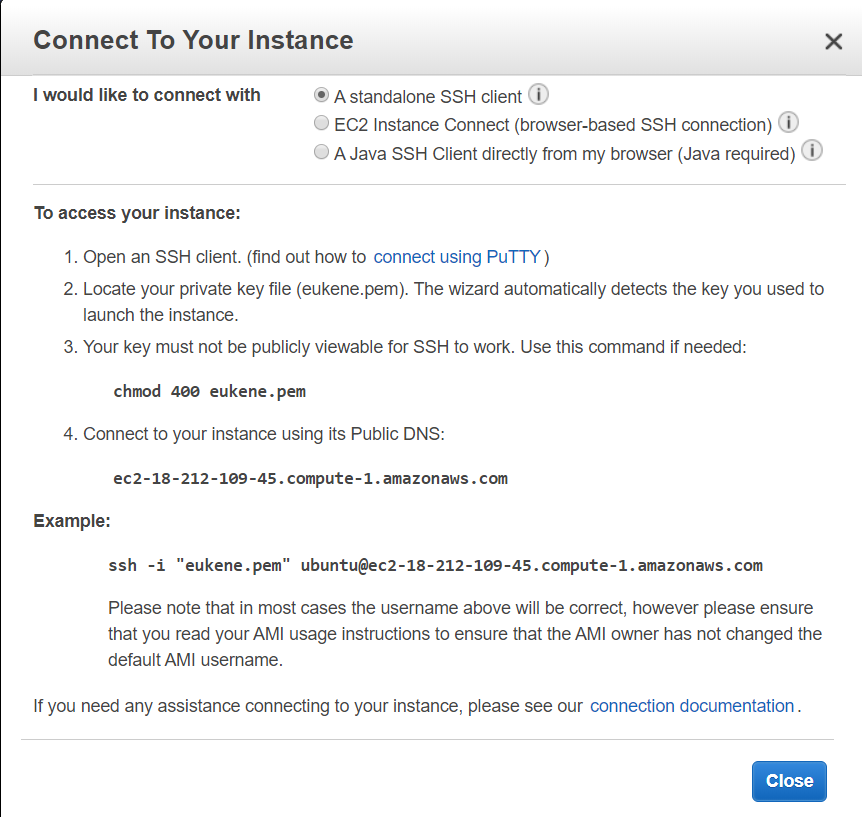 Connect To Your Instance
I would like to connect with
A standalone SSH client
EC2 Instance Connect (browser-based SSH connection)
A Java SSH Client directly from my browser (Java required)
To access your instance:
1. Open an SSH client. (find out how to connect using PuTTY )
2. Locate your private key file (eukene.pem). The wizard automatically detects the key you used to
launch the instance.
3. Your key must not be publicly viewable for SSH to work. Use this command if needed:
chmod 400 eukene.pem
4. Connect to your instance using its Public DNS:
ec2-18-212-109-45.compute-1.amazonaws.com
Example:
ssh -i "eukene.pem" ubuntu@ec2-18-212-109-45.compute-1.amazonaws.com
Please note that in most cases the username above will be correct, however please ensure
that you read your AMI usage instructions to ensure that the AMI owner has not changed the
default AMI username.
If you need any assistance connecting to your instance, please see our connection documentation .
Close